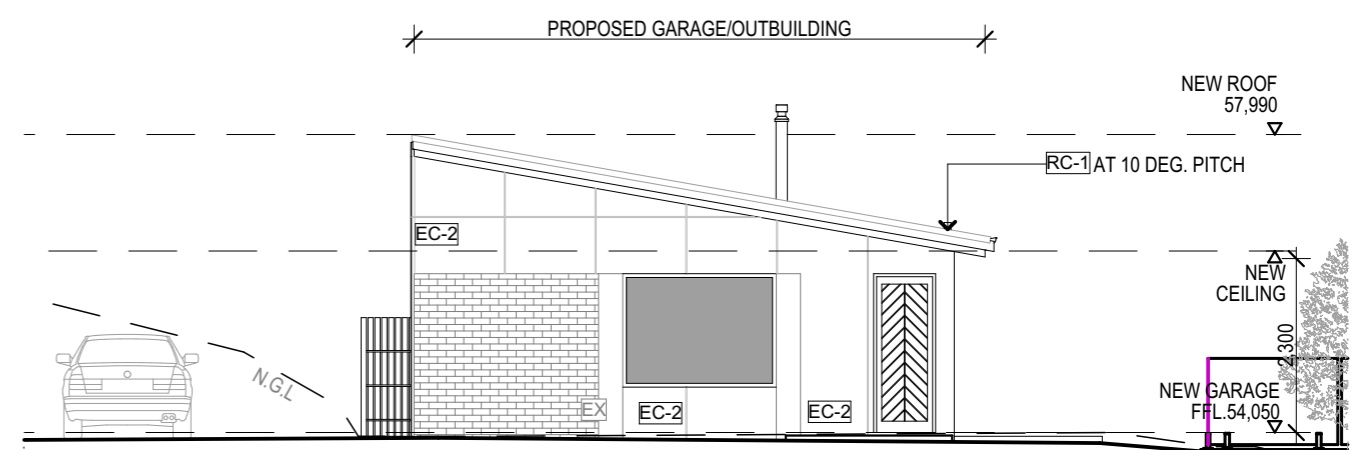 PROPOSED GARAGE/OUTBUILDING
NEW ROOF
57,990
RC-1 AT 10 DEG. PITCH
EC-2
NEW
CEILING
2,300
N.G.L
NEW GARAGE
FFL.54,050
EX
EC-2
EC-2